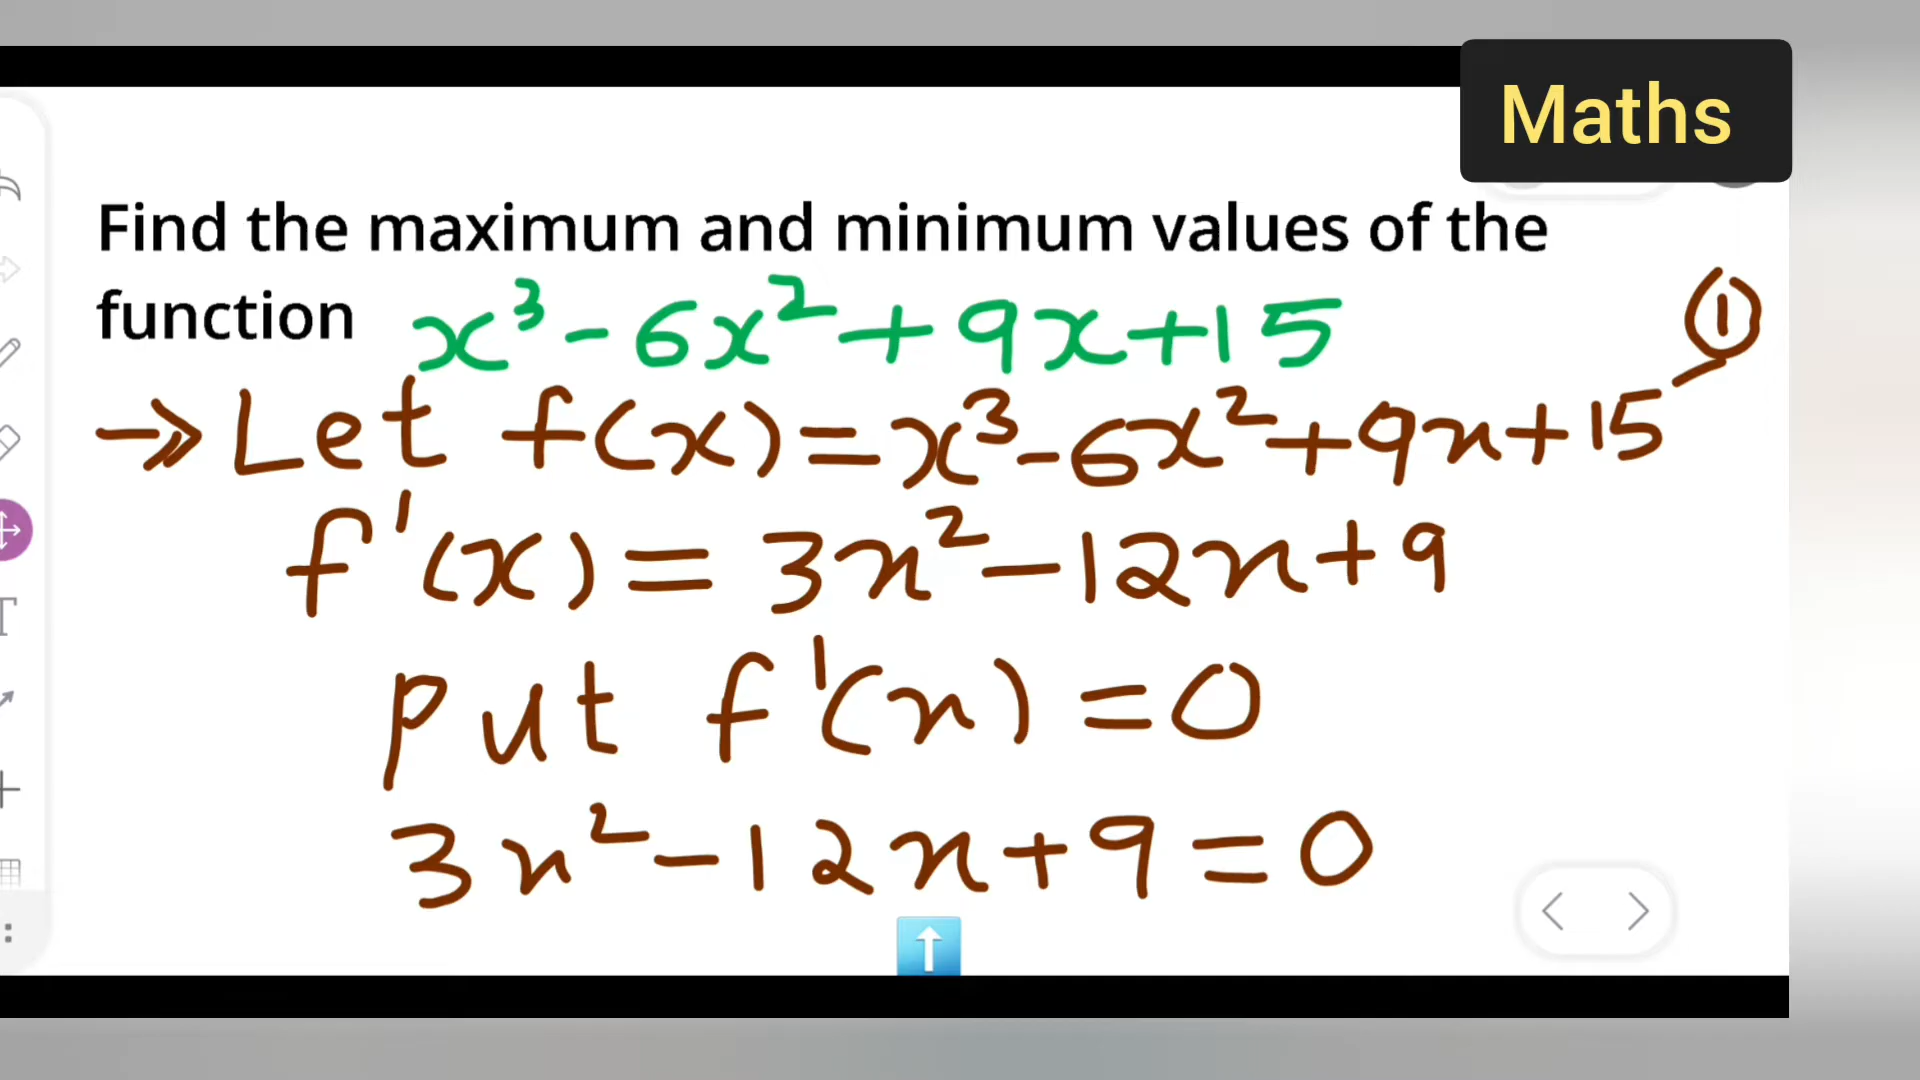 Maths
Find the maximum and minimum values of the
function x³-6x²+9x+15
→ Let f(x)=x³-6x²+9x+15 ①
f'(x)=3x²-12x+9
put f'(x)=0
3x²-12x+9=0